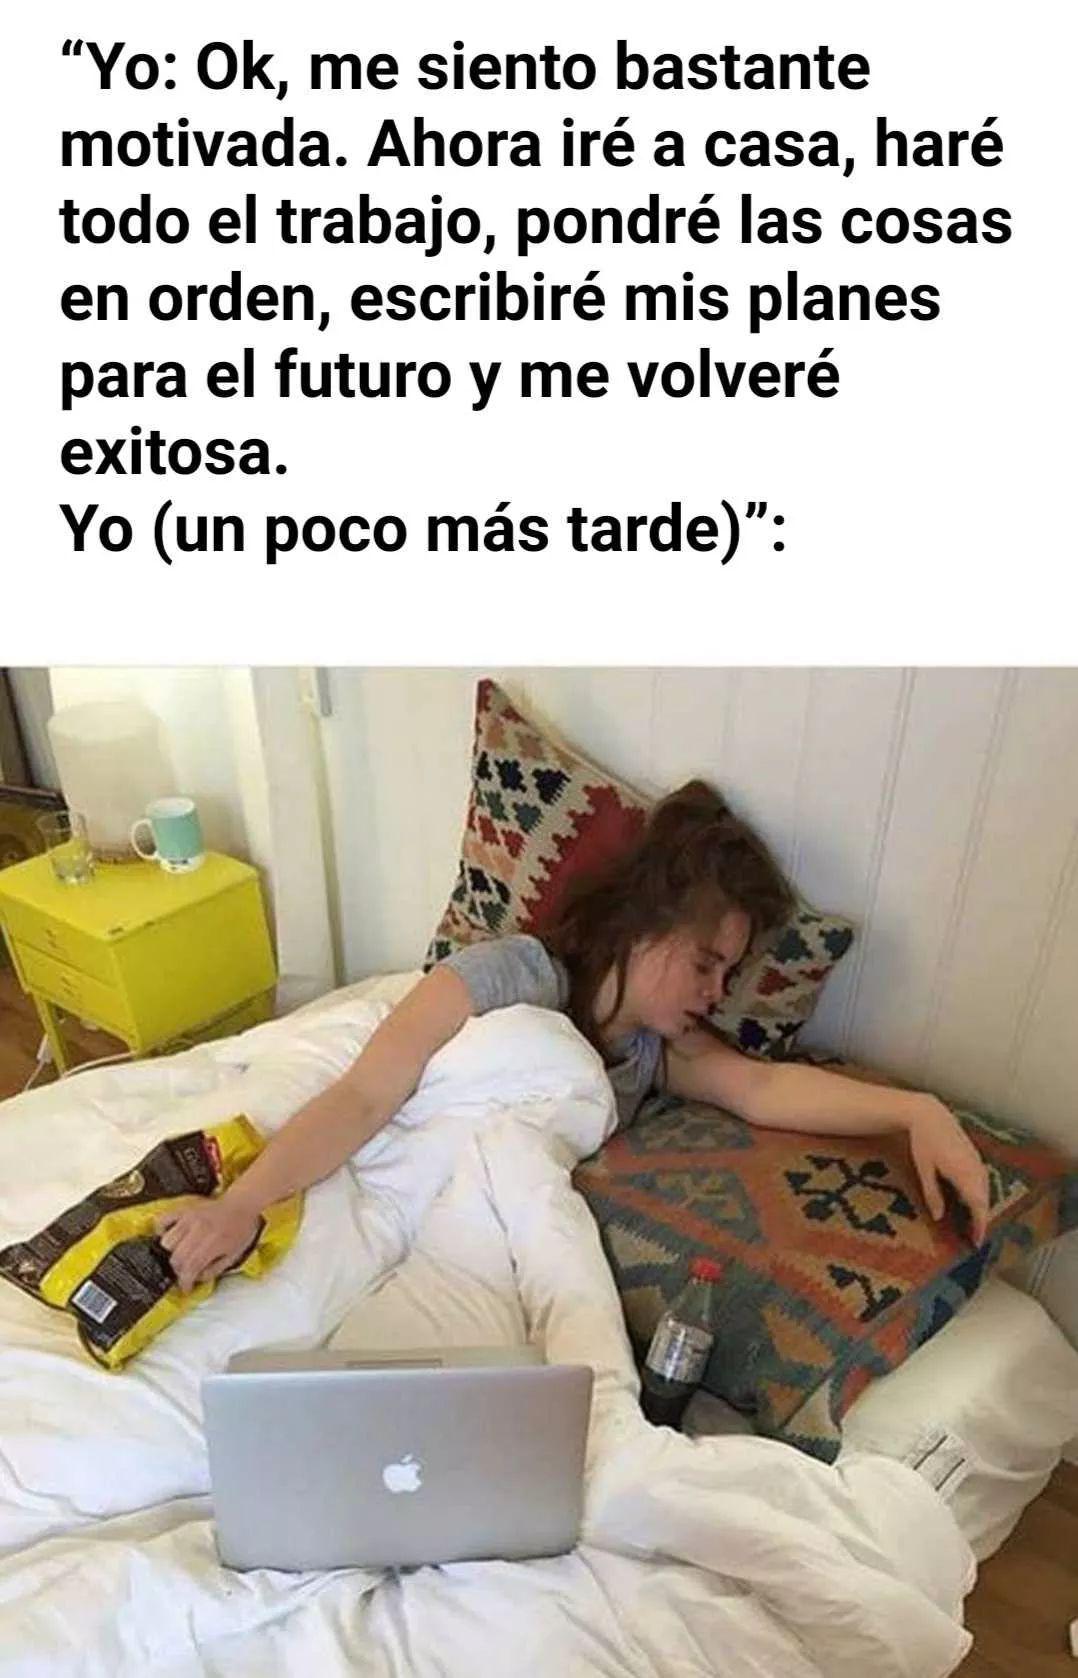 “Yo: Ok, me siento bastante
motivada. Ahora iré a casa, haré
todo el trabajo, pondré las cosas
en orden, escribiré mis planes
para el futuro y me volveré
exitosa.
Yo (un poco más tarde)”: